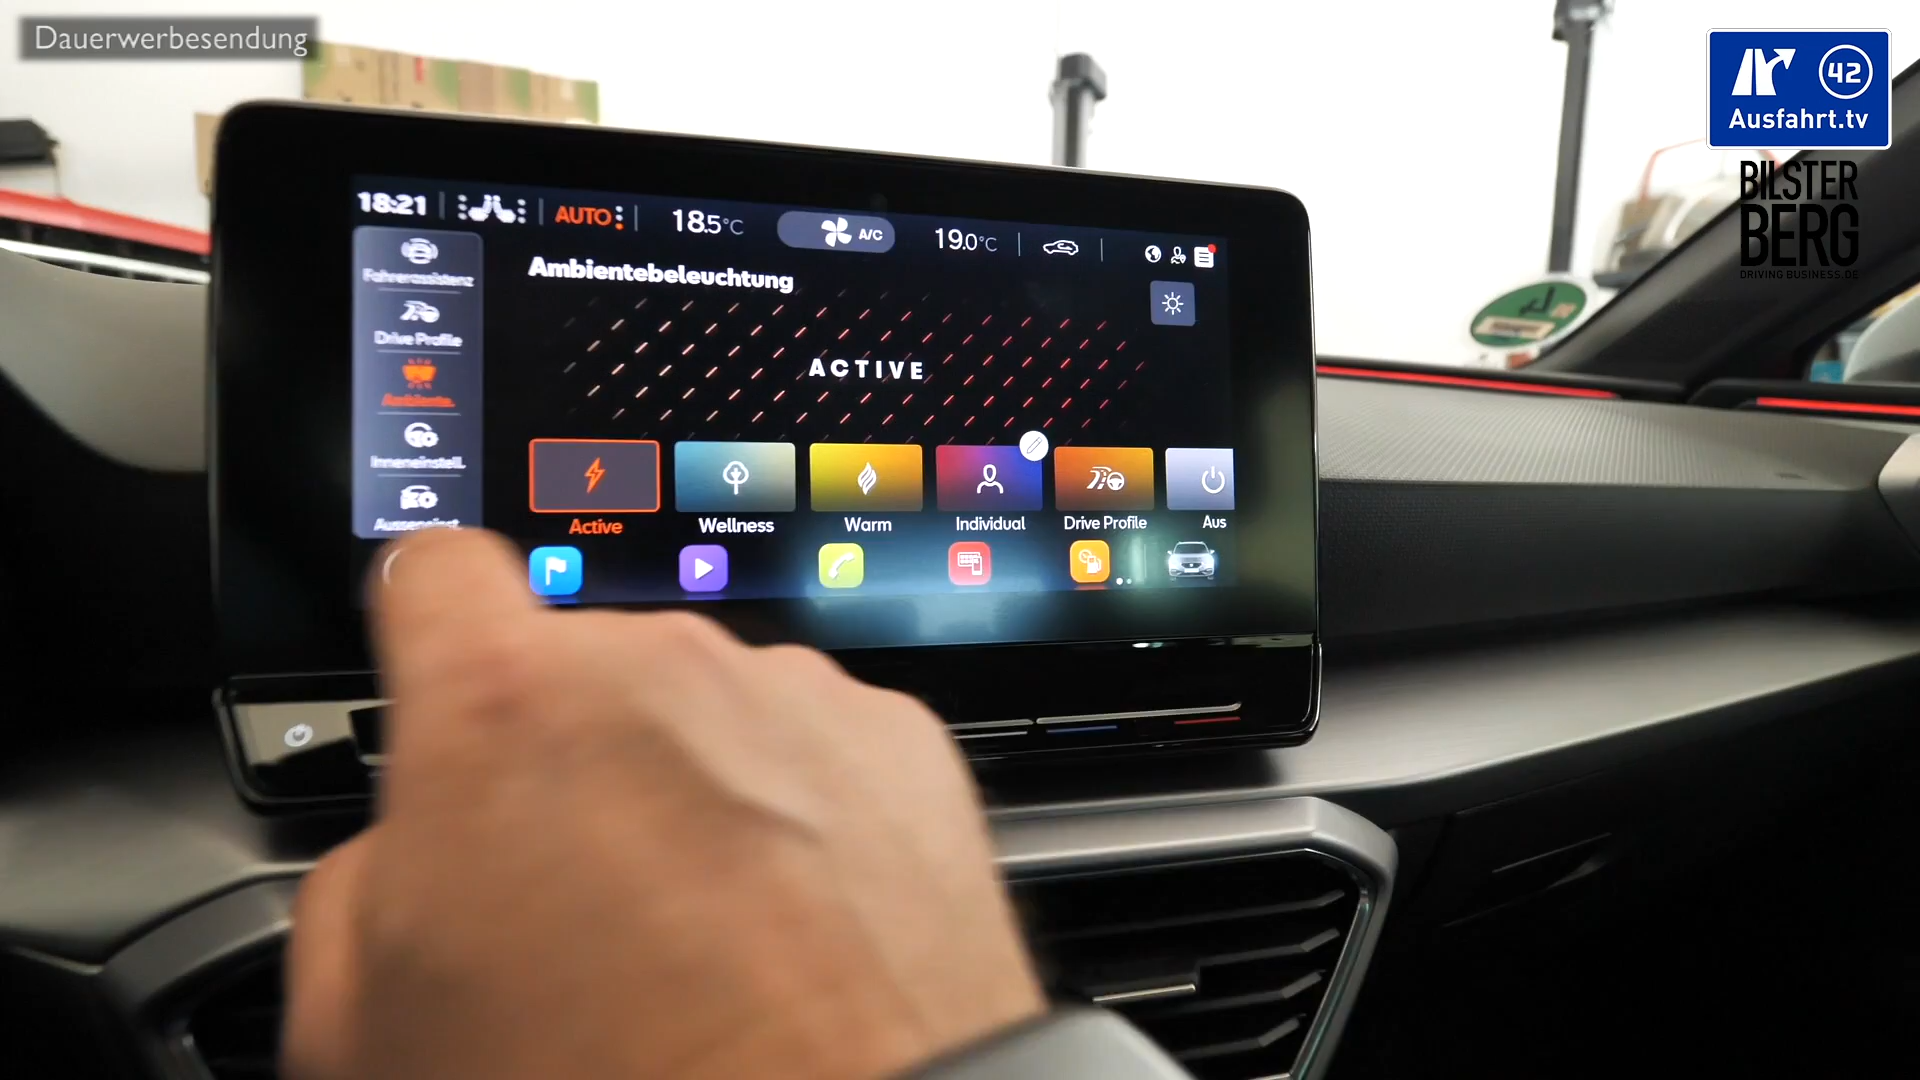 Dauerwerbesendung
42
Ausfahrt.tv
BILSTER
BERG
DRIVING BUSINESS.DE
18:21
AUTO
18.5°C
A/C
19.0°C
Fahrerassistenz
Ambientebeleuchtung
Drive Profile
ACTIVE
Ambiente.
Inneneinstell.
Ausseneinst.
Active
Wellness
Warm
Individual
Drive Profile
Aus